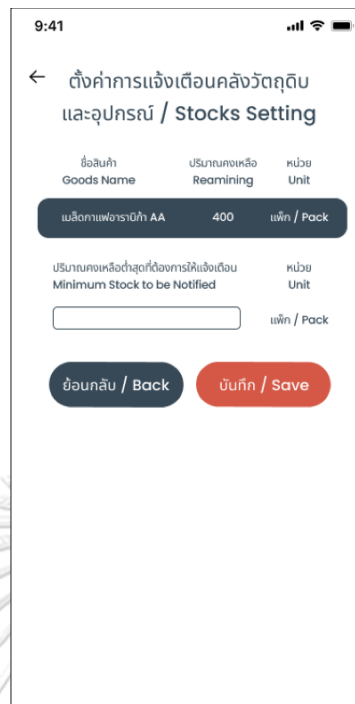 9:41
ตั้งค่าการแจ้งเตือนคลังวัตถุดิบ
และอุปกรณ์ / Stocks Setting
ชื่อสินค้า ปริมาณคงเหลือ หน่วย
Goods Name Reamining Unit
เมล็ดกาแฟอาราบิก้า AA 400 แพ็ก / Pack
ปริมาณคงเหลือต่ำสุดที่ต้องการให้แจ้งเตือน หน่วย
Minimum Stock to be Notified Unit
แพ็ก / Pack
ย้อนกลับ / Back บันทึก / Save